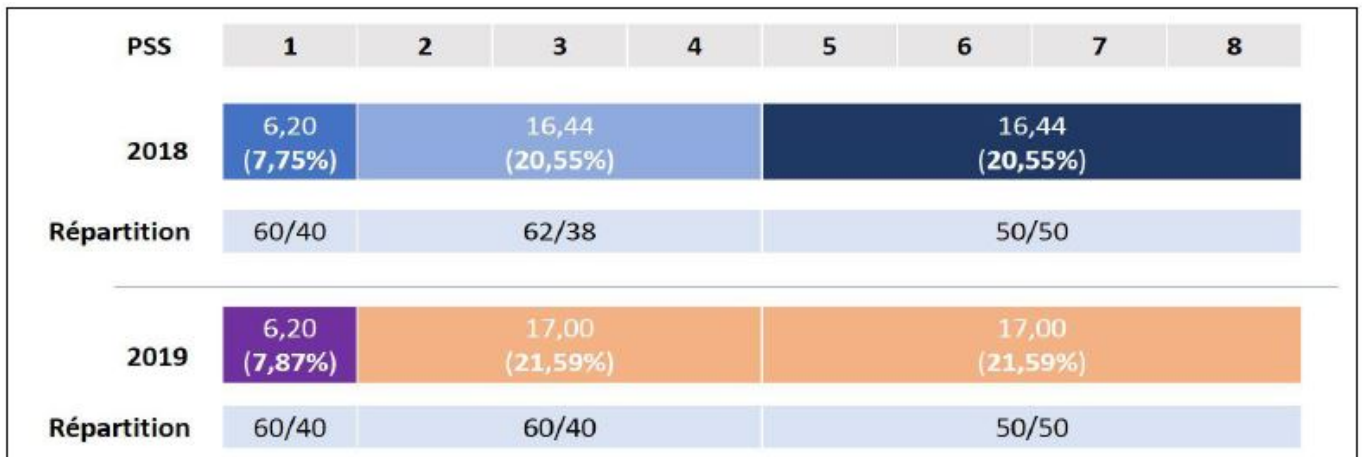 PSS 1 2 3 4 5 6 7 8
6,20 16,44 16,44
2018
(7,75%) (20,55%) (20,55%)
Répartition 60/40 62/38 50/50
6,20 17,00 17,00
2019
(7,87%) (21,59%) (21,59%)
Répartition 60/40 60/40 50/50